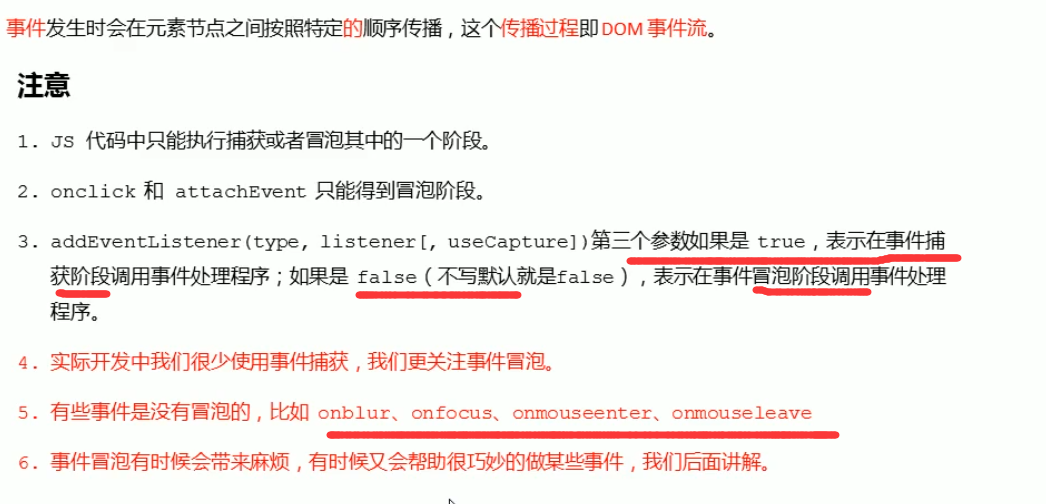 事件发生时会在元素节点之间按照特定的顺序传播，这个传播过程即DOM 事件流。
注意
1. JS 代码中只能执行捕获或者冒泡其中的一个阶段。
2. onclick 和 attachEvent 只能得到冒泡阶段。
3. addEventListener(type, listener[, useCapture])第三个参数如果是 true，表示在事件捕
获阶段调用事件处理程序；如果是 false（不写默认就是false），表示在事件冒泡阶段调用事件处理
程序。
4. 实际开发中我们很少使用事件捕获，我们更关注事件冒泡。
5. 有些事件是没有冒泡的，比如 onblur、onfocus、onmouseenter、onmouseleave
6. 事件冒泡有时候会带来麻烦，有时候又会帮助很巧妙的做某些事件，我们后面讲解。